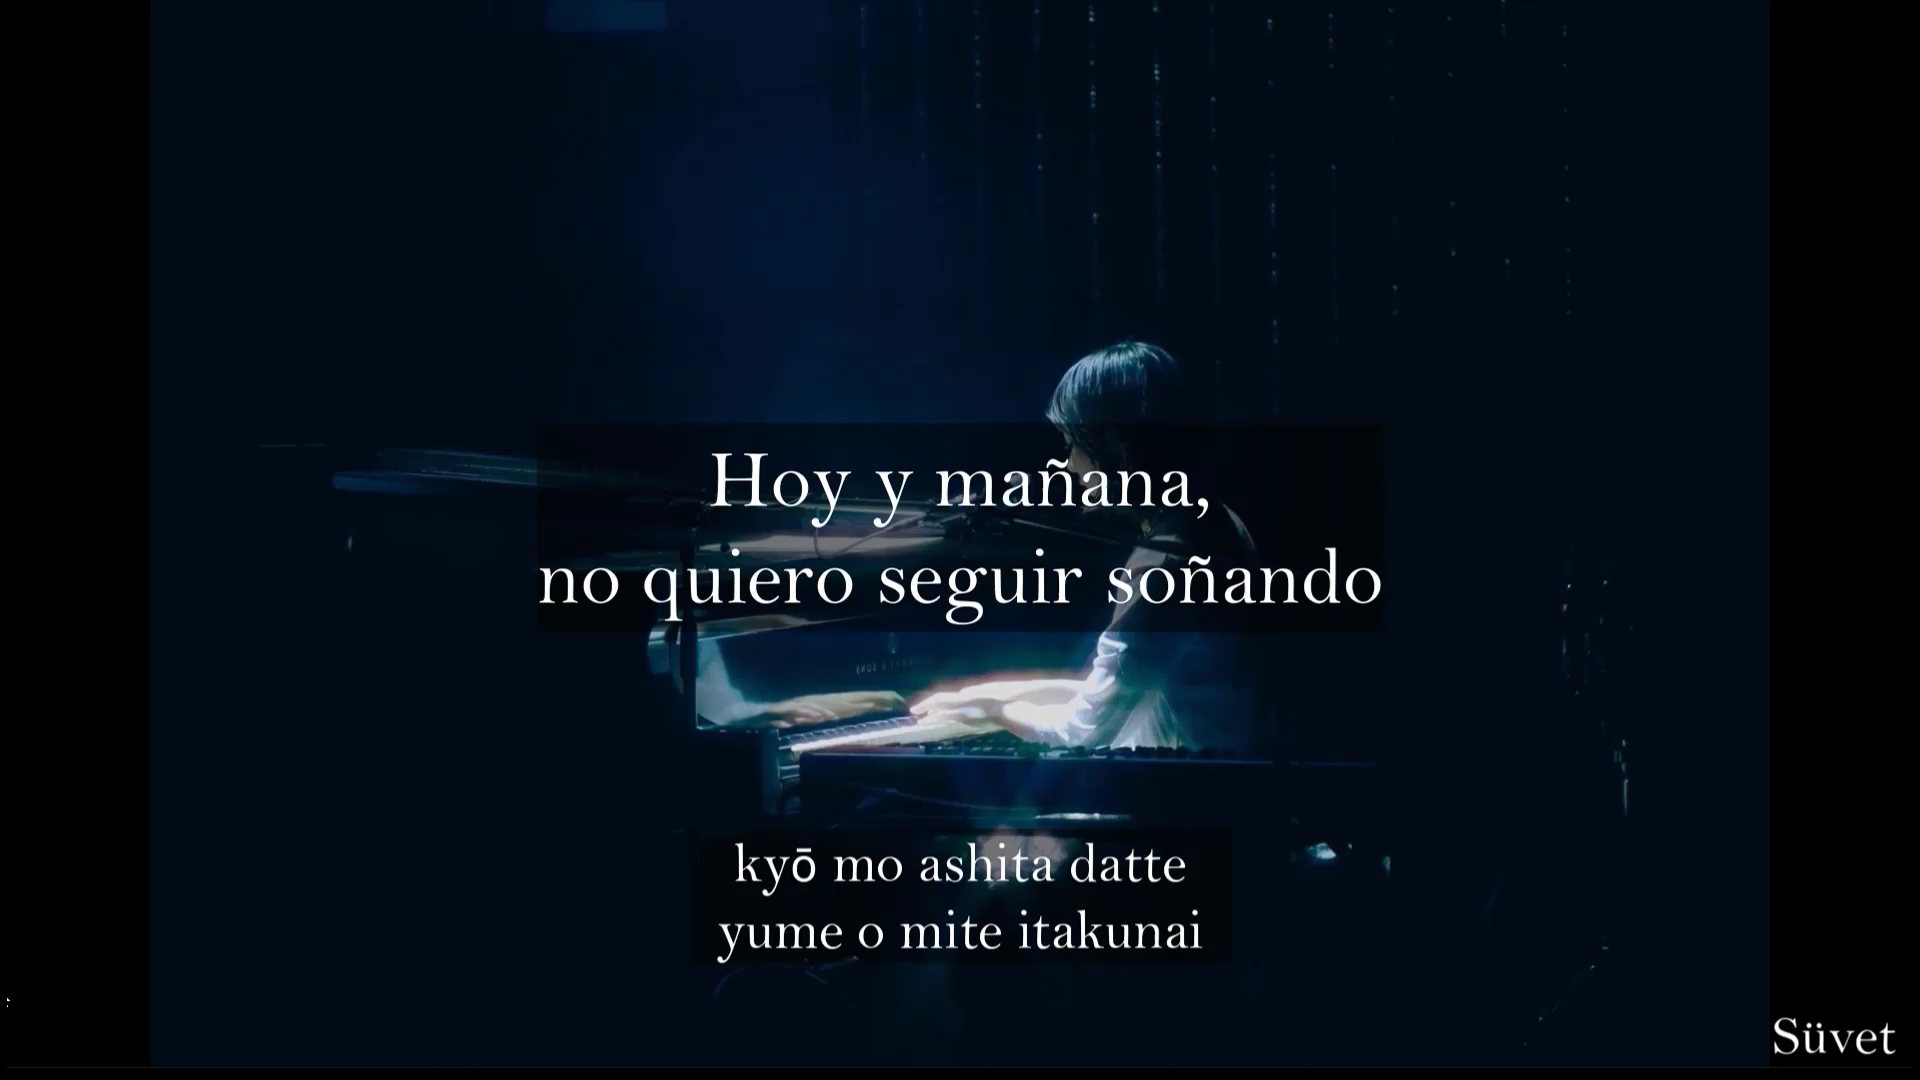 Hoy y mañana,
no quiero seguir soñando
kyō mo ashita datte
yume o mite itakunai
Süvet